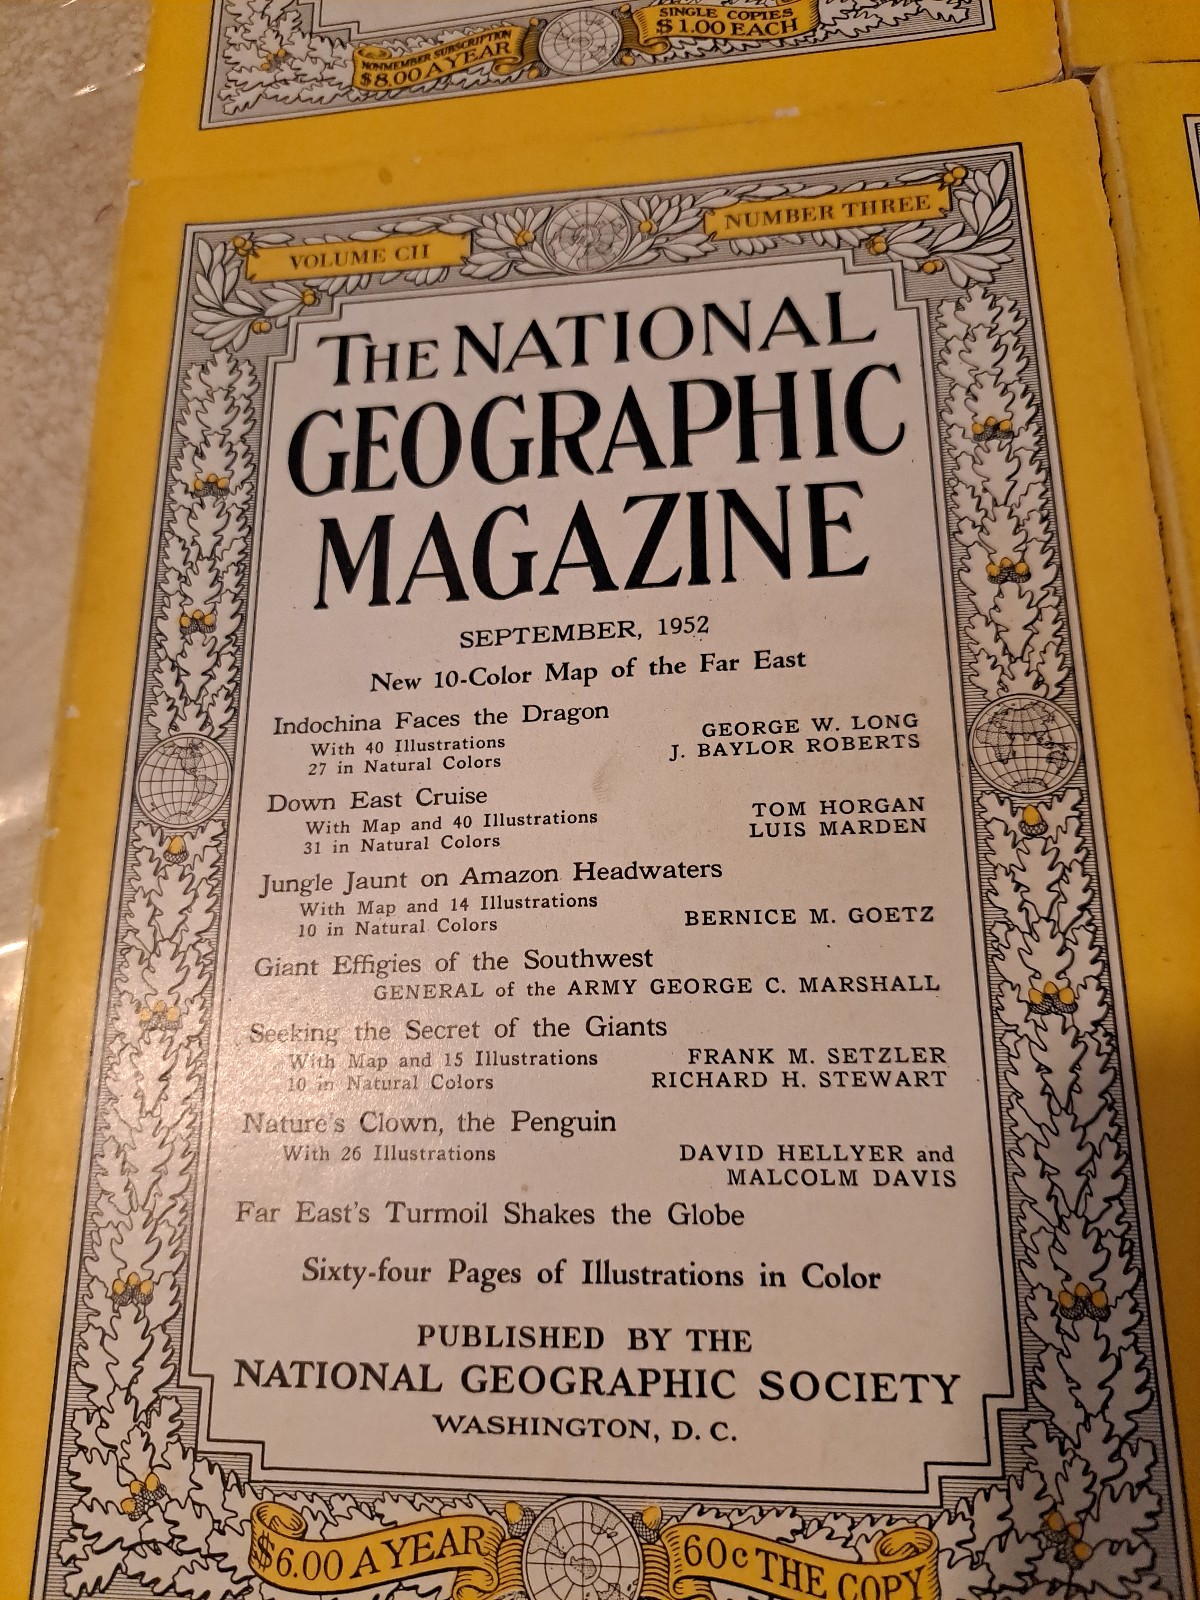 NONMEMBER SUBSCRIPTION
$8.00 A YEAR
SINGLE COPIES
$1.00 EACH
VOLUME CII
NUMBER THREE
THE NATIONAL
GEOGRAPHIC
MAGAZINE
SEPTEMBER, 1952
New 10-Color Map of the Far East
Indochina Faces the Dragon
With 40 Illustrations
27 in Natural Colors
GEORGE W. LONG
J. BAYLOR ROBERTS
Down East Cruise
With Map and 40 Illustrations
31 in Natural Colors
TOM HORGAN
LUIS MARDEN
Jungle Jaunt on Amazon Headwaters
With Map and 14 Illustrations
10 in Natural Colors
BERNICE M. GOETZ
Giant Effigies of the Southwest
GENERAL of the ARMY GEORGE C. MARSHALL
Seeking the Secret of the Giants
With Map and 15 Illustrations
10 in Natural Colors
FRANK M. SETZLER
RICHARD H. STEWART
Nature's Clown, the Penguin
With 26 Illustrations
DAVID HELLYER and
MALCOLM DAVIS
Far East's Turmoil Shakes the Globe
Sixty-four Pages of Illustrations in Color
PUBLISHED BY THE
NATIONAL GEOGRAPHIC SOCIETY
WASHINGTON, D. C.
$6.00 A YEAR
60c THE COPY